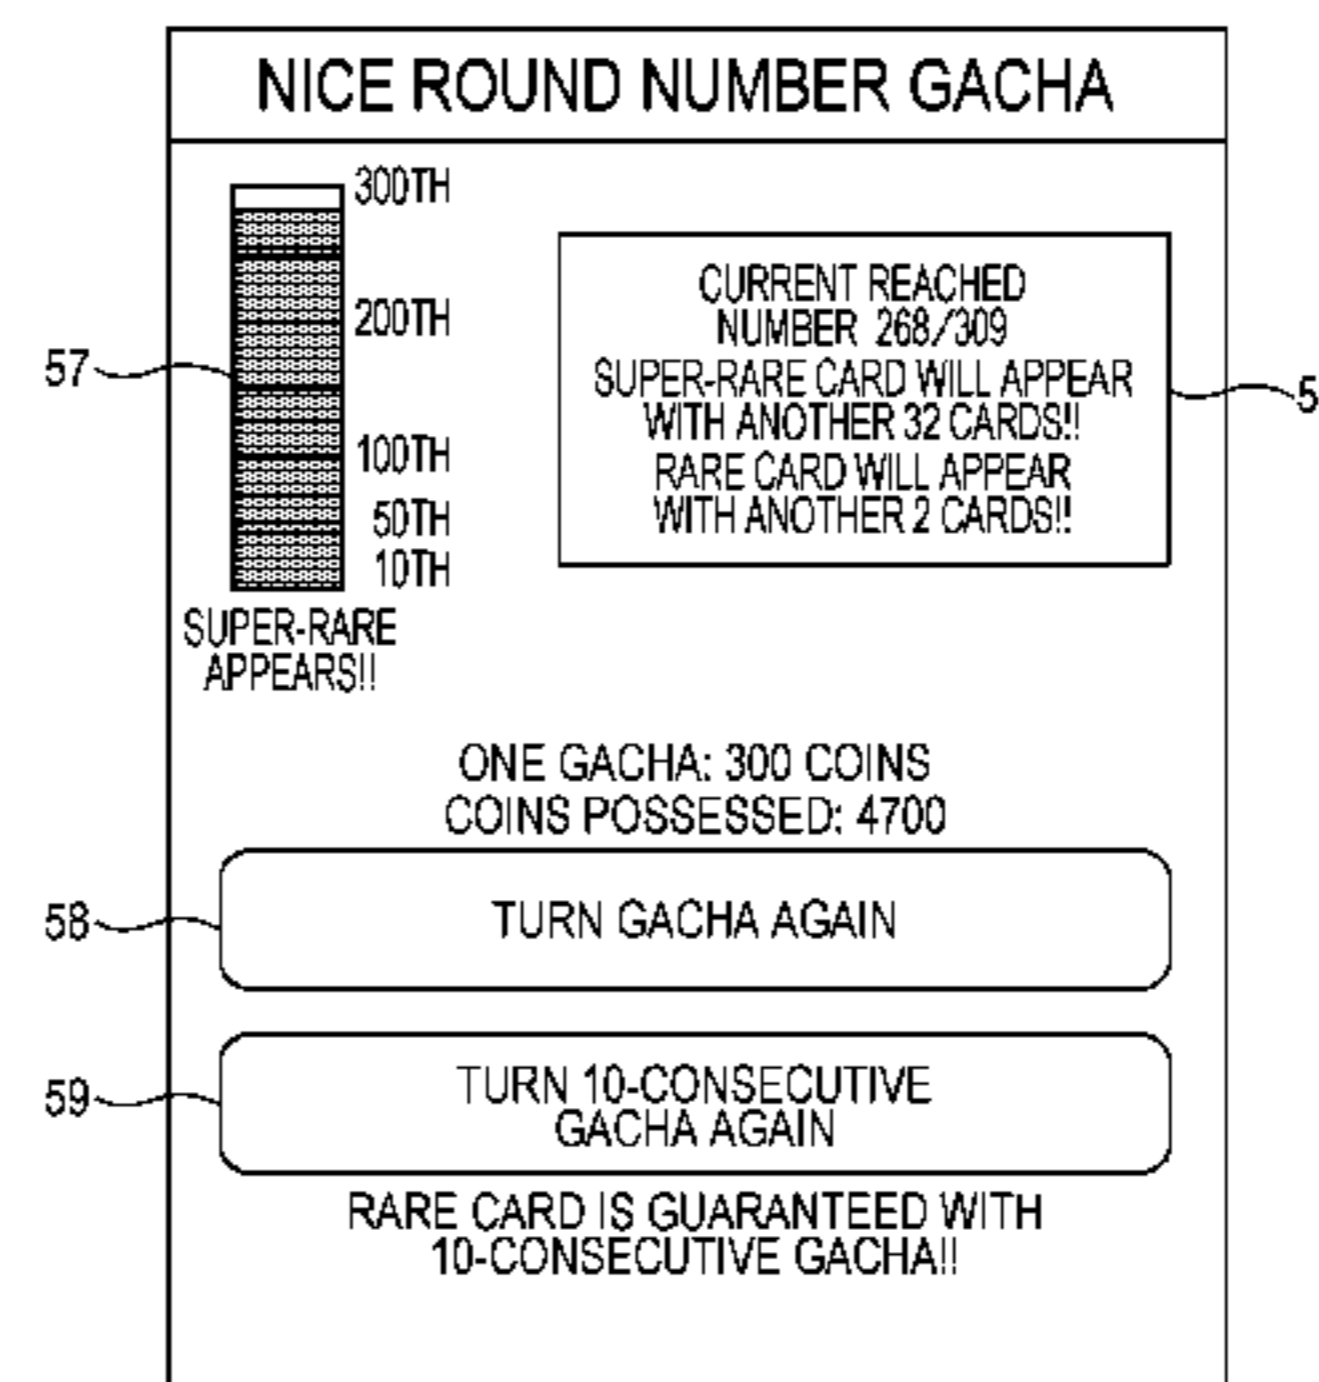 NICE ROUND NUMBER GACHA
300TH
200TH
100TH
50TH
10TH
SUPER-RARE
APPEARS!!
57
CURRENT REACHED
NUMBER 268/309
SUPER-RARE CARD WILL APPEAR
WITH ANOTHER 32 CARDS!!
RARE CARD WILL APPEAR
WITH ANOTHER 2 CARDS!!
5
ONE GACHA: 300 COINS
COINS POSSESSED: 4700
58
TURN GACHA AGAIN
59
TURN 10-CONSECUTIVE
GACHA AGAIN
RARE CARD IS GUARANTEED WITH
10-CONSECUTIVE GACHA!!